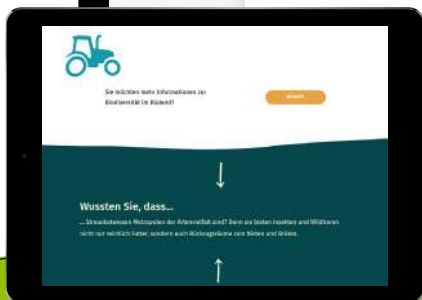 Sie möchten mehr Informationen zur
Biodiversität im Bioland?
Wussten Sie, dass...
... Streuobstwiesen Metropolen der Artenvielfalt sind? Denn sie bieten Insekten und Wildtieren
nicht nur reichlich Futter, sondern auch Rückzugsräume zum Nisten und Brüten.